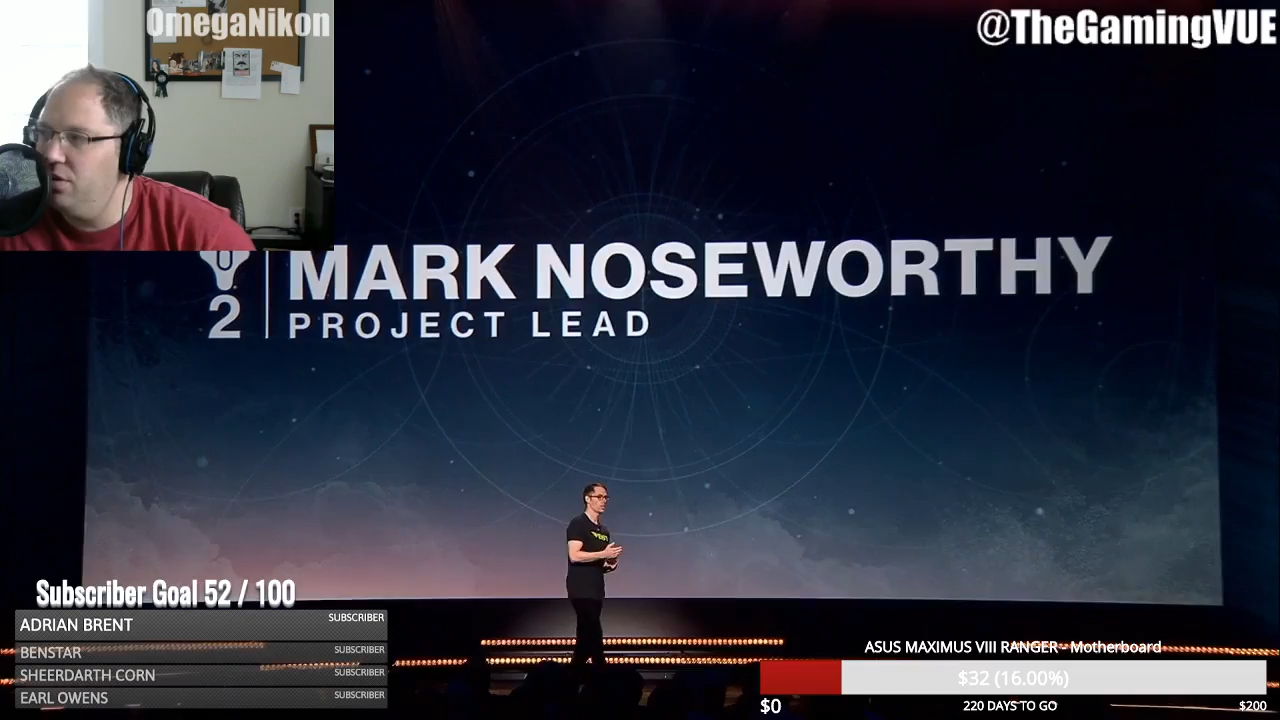 OmegaNikon
@TheGamingVUE
MARK NOSEWORTHY
2
PROJECT LEAD
Subscriber Goal 52 / 100
ADRIAN BRENT SUBSCRIBER
BENSTAR SUBSCRIBER
SHEERDARTH CORN SUBSCRIBER
EARL OWENS SUBSCRIBER
ASUS MAXIMUS VIII RANGER - Motherboard
$32 (16.00%)
$0 220 DAYS TO GO $200